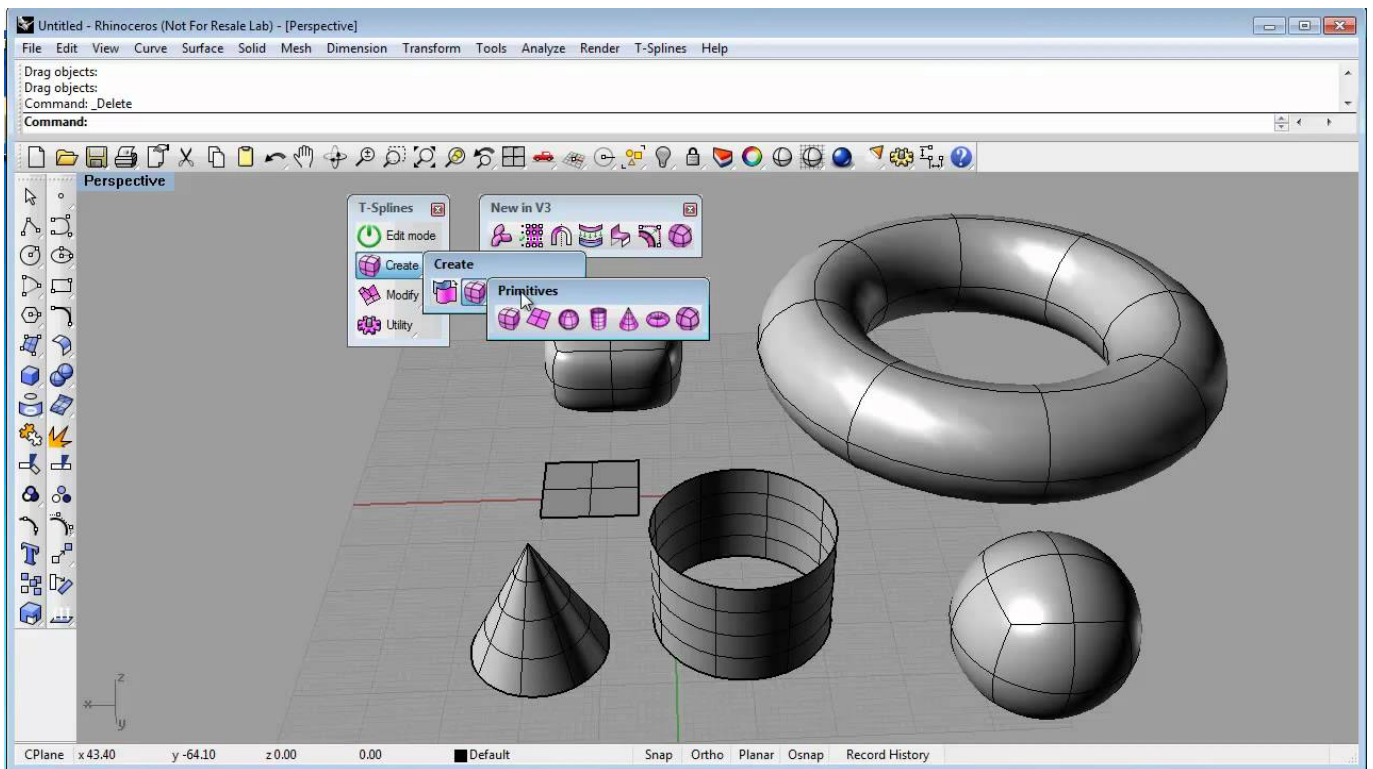 Untitled - Rhinoceros (Not For Resale Lab) - [Perspective]
File Edit View Curve Surface Solid Mesh Dimension Transform Tools Analyze Render T-Splines Help
Drag objects:
Drag objects:
Command: _Delete
Command:
Perspective
T-Splines
New in V3
Edit mode
Create
Create
Primitives
Modify
Utility
z
x
y
CPlane x 43.40 y -64.10 z 0.00 0.00 Default Snap Ortho Planar Osnap Record History